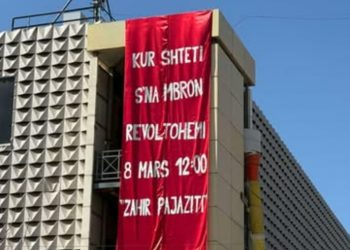 KUR SHTETI
S'NA MBRON
REVOLTOHEMI
8 MARS 12:00
"ZAHIR PAJAZITI"